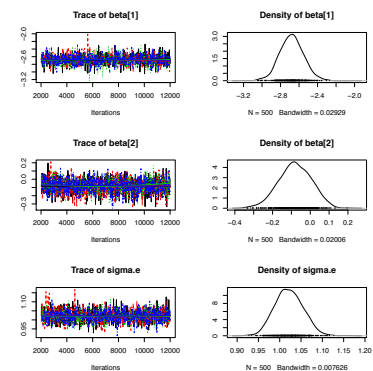 Trace of beta[1]
Density of beta[1]
-3.2 -2.6 -2.0
2000 4000 6000 8000 10000 12000
Iterations
0.0 1.5 3.0
-3.2 -2.8 -2.4 -2.0
N = 500 Bandwidth = 0.02929
Trace of beta[2]
Density of beta[2]
-0.3 0.0 0.2
2000 4000 6000 8000 10000 12000
Iterations
0 1 2 3 4
-0.4 -0.2 0.0 0.2
N = 500 Bandwidth = 0.02006
Trace of sigma.e
Density of sigma.e
0.95 1.10
2000 4000 6000 8000 10000 12000
Iterations
0 4 8
0.90 0.95 1.00 1.05 1.10 1.15 1.20
N = 500 Bandwidth = 0.007626